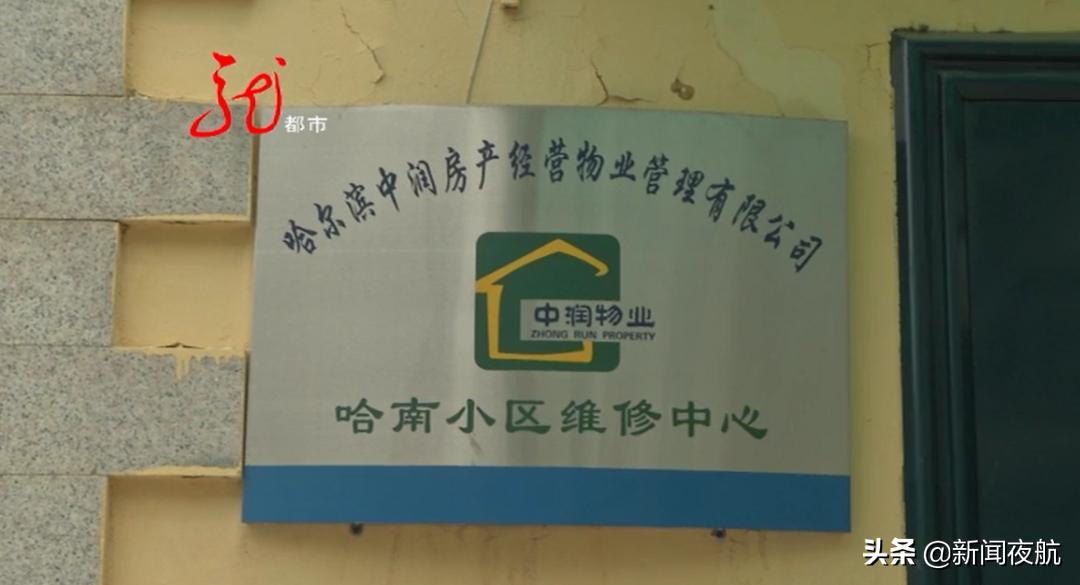 龙
都市
哈尔滨中润房产经营物业管理有限公司
中润物业
ZHONG RUN PROPERTY
哈南小区维修中心
头条 @新闻夜航